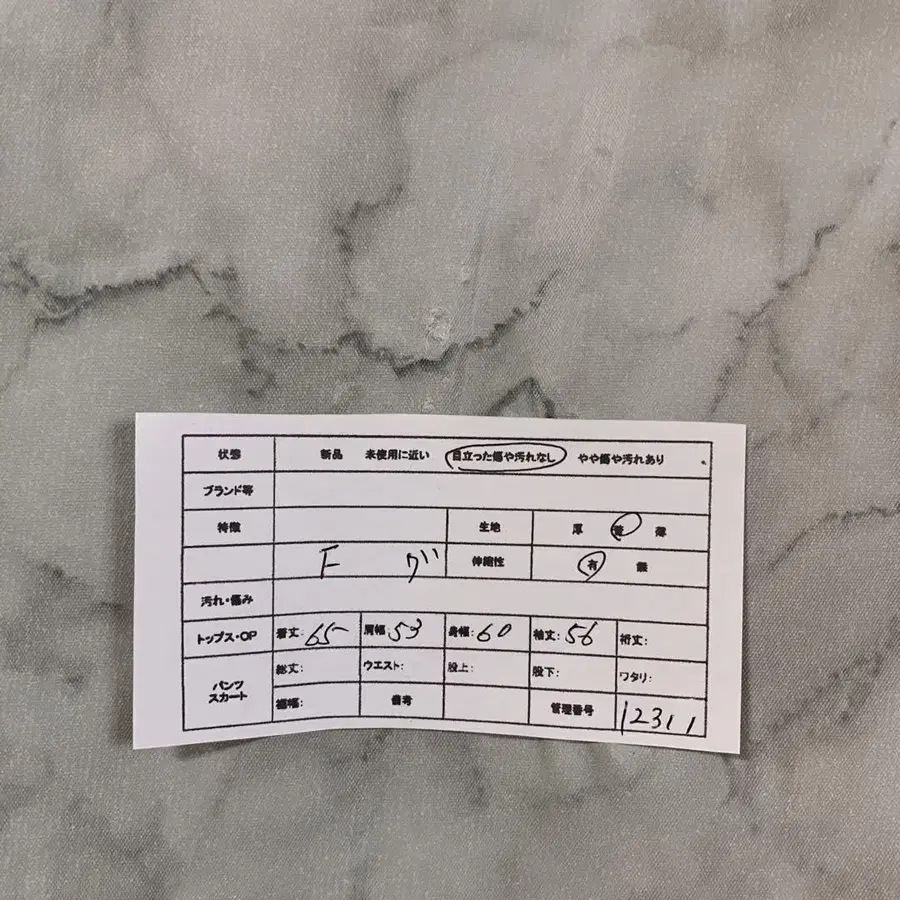 状態 新品 未使用に近い 目立った傷や汚れなし やや傷や汚れあり
ブランド等
特徴 生地 厚 普 薄
F グ 伸縮性 有 無
汚れ・傷み
トップス・OP 着丈: 65 肩幅: 53 身幅: 60 袖丈: 56 裄丈:
パンツ スカート 総丈: ウエスト: 股上: 股下: ワタリ:
裾幅: 備考 管理番号 12311